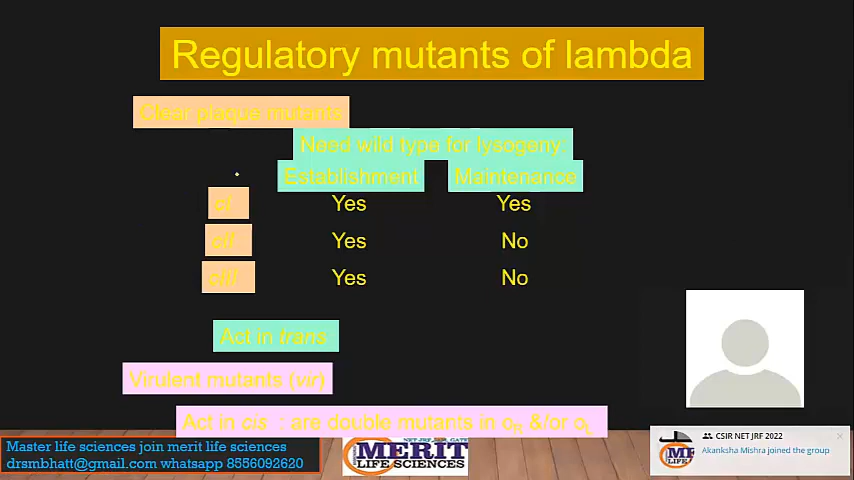 Regulatory mutants of lambda
Clear plaque mutants
Need wild type for lysogeny:
Establishment Maintenance
cI Yes Yes
cII Yes No
cIII Yes No
Act in trans
Virulent mutants (vir)
Act in cis : are double mutants in oR &/or oL
Master life sciences join merit life sciences
drsmbhatt@gmail.com whatsapp 8556092620
MERIT
LIFE SCIENCES
CSIR NET JRF 2022
Akanksha Mishra joined the group